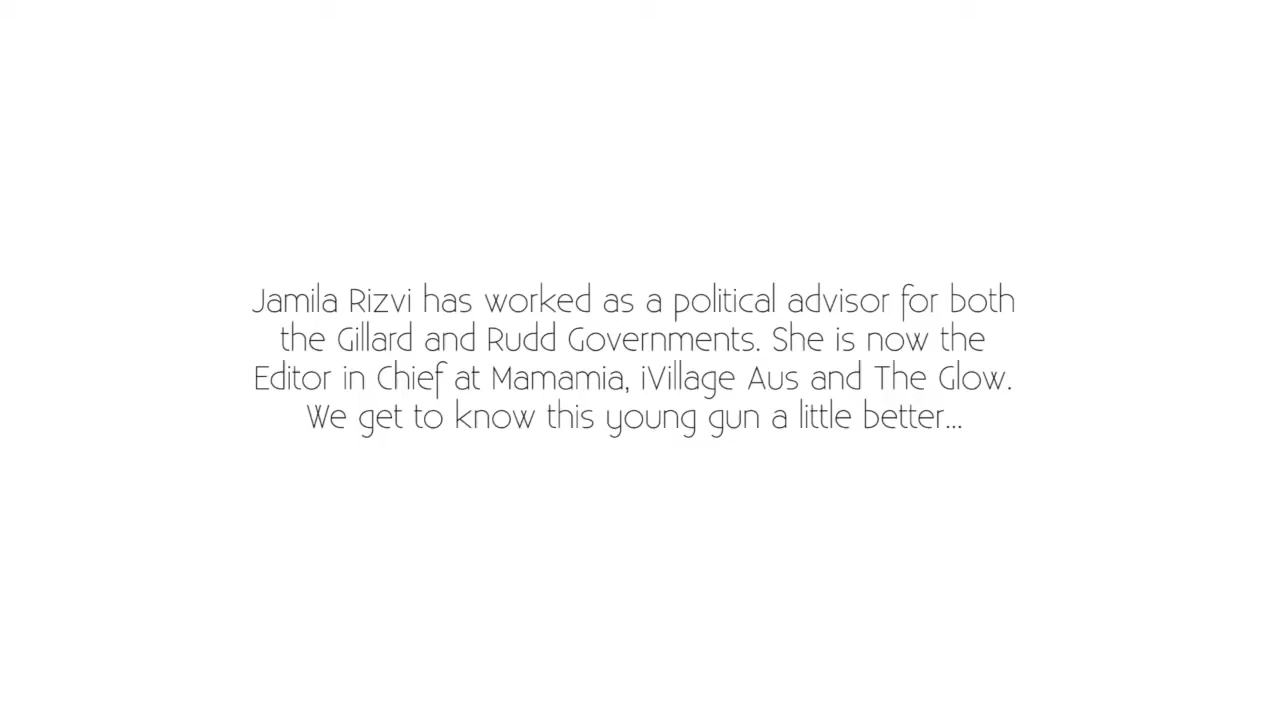 Jamila Rizvi has worked as a political advisor for both
the Gillard and Rudd Governments. She is now the
Editor in Chief at Mamamia, iVillage Aus and The Glow.
We get to know this young gun a little better...